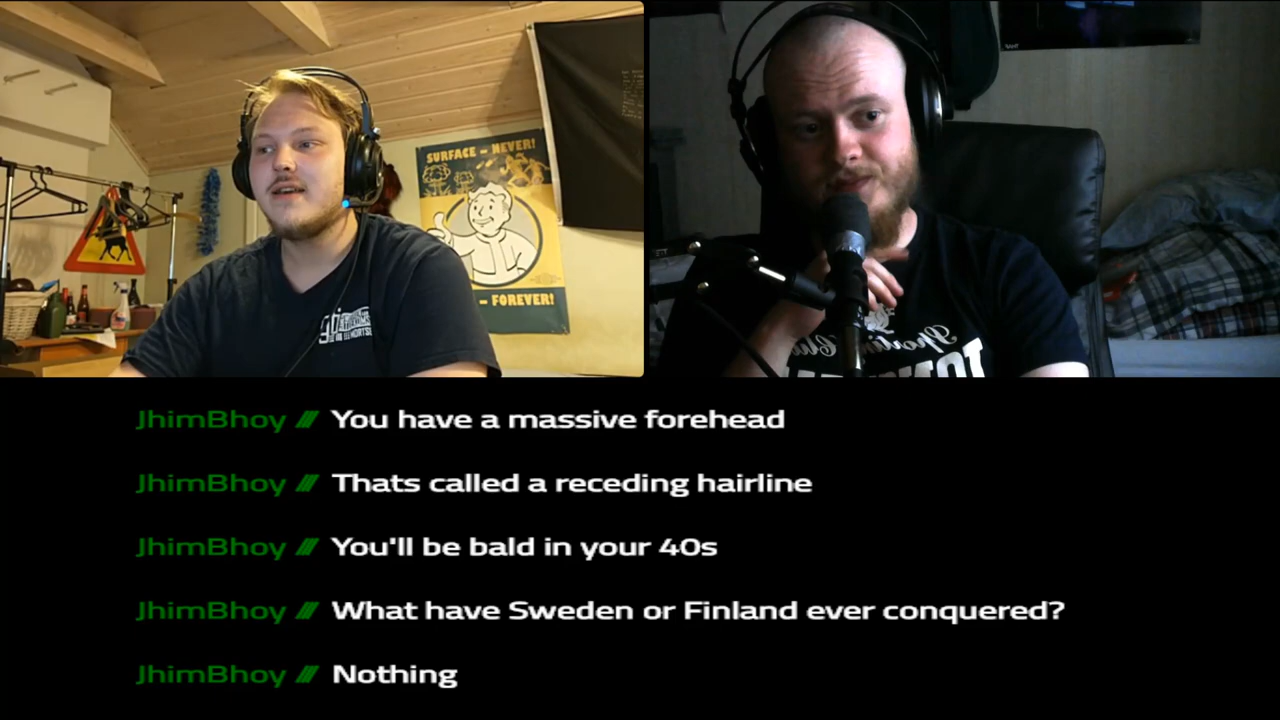 SURFACE – NEVER!
– FOREVER!
JhimBhoy /// You have a massive forehead
JhimBhoy /// Thats called a receding hairline
JhimBhoy /// You'll be bald in your 40s
JhimBhoy /// What have Sweden or Finland ever conquered?
JhimBhoy /// Nothing